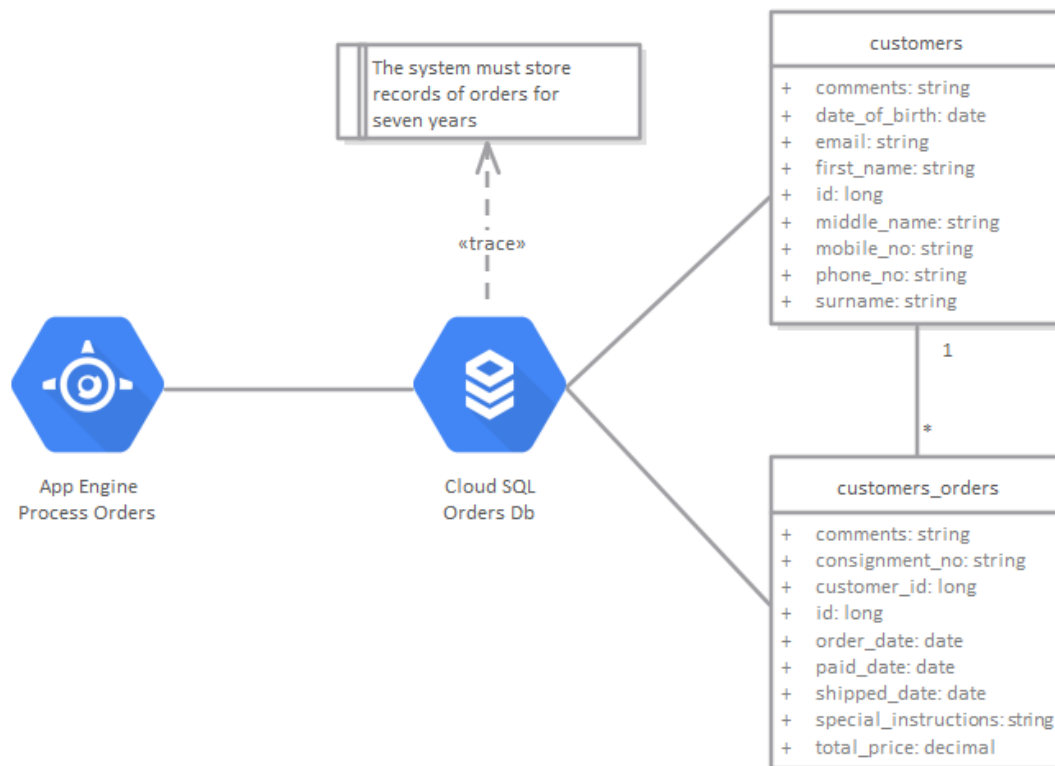 The system must store
records of orders for
seven years
«trace»
App Engine
Process Orders
Cloud SQL
Orders Db
customers
+ comments: string
+ date_of_birth: date
+ email: string
+ first_name: string
+ id: long
+ middle_name: string
+ mobile_no: string
+ phone_no: string
+ surname: string
1
*
customers_orders
+ comments: string
+ consignment_no: string
+ customer_id: long
+ id: long
+ order_date: date
+ paid_date: date
+ shipped_date: date
+ special_instructions: string
+ total_price: decimal